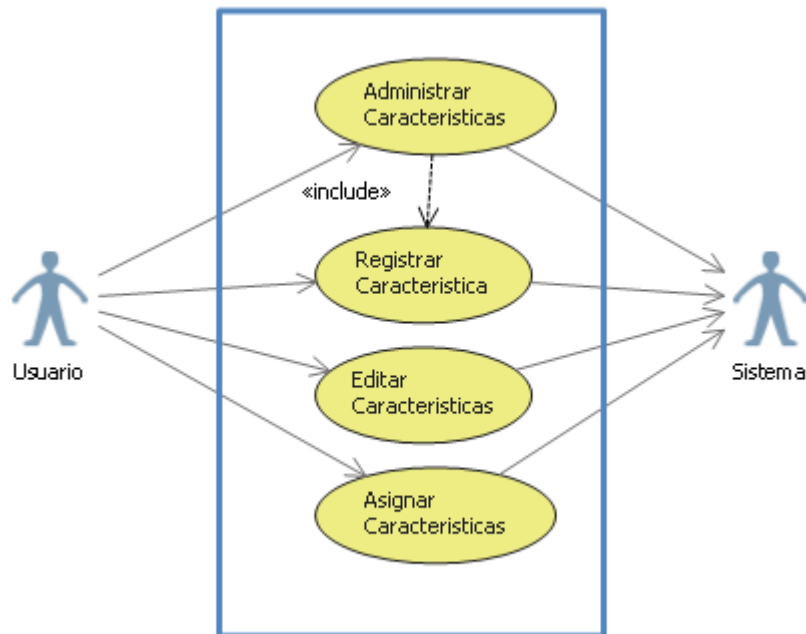 Administrar
Caracteristicas
«include»
Registrar
Caracteristica
Usuario
Sistema
Editar
Caracteristicas
Asignar
Caracteristicas